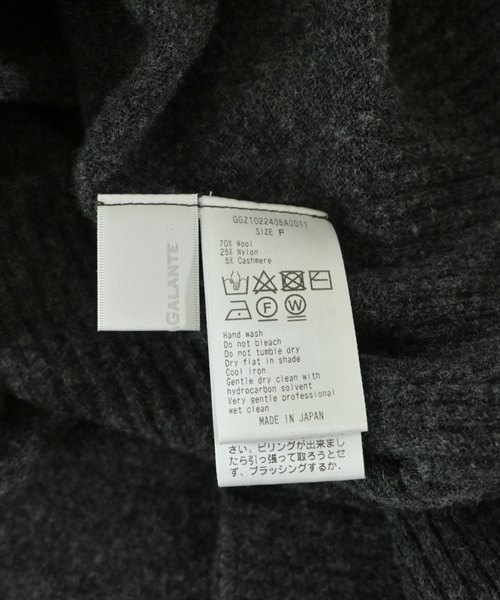 GALANTE
GGZ1022405A0011
SIZE F
70% Wool
25% Nylon
5% Cashmere
F
W
Hand wash
Do not bleach
Do not tumble dry
Dry flat in shade
Cool iron
Gentle dry clean with
hydrocarbon solvent
Very gentle professional
wet clean
MADE IN JAPAN
さい。ピリングが出来まし
たら引っ張って取ろうとせ
ず、ブラッシングするか、